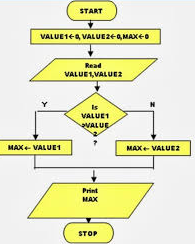 START
VALUE1←0, VALUE2←0,MAX←0
Read
VALUE1,VALUE2
Is
VALUE1
>VALUE
2
?
Y
N
MAX ← VALUE1
MAX ← VALUE2
Print
MAX
STOP